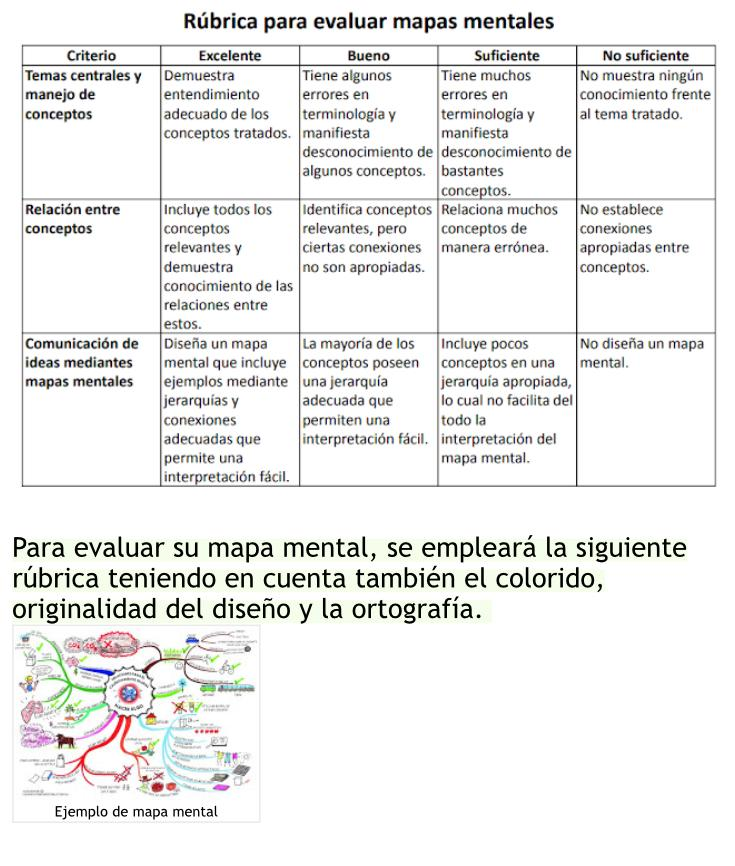 Rúbrica para evaluar mapas mentales
Criterio Excelente Bueno Suficiente No suficiente
Temas centrales y
manejo de
conceptos
Demuestra
entendimiento
adecuado de los
conceptos tratados.
Tiene algunos
errores en
terminología y
manifiesta
desconocimiento de
algunos conceptos.
Tiene muchos
errores en
terminología y
manifiesta
desconocimiento de
bastantes
conceptos.
No muestra ningún
conocimiento frente
al tema tratado.
Relación entre
conceptos
Incluye todos los
conceptos
relevantes y
demuestra
conocimiento de las
relaciones entre
estos.
Identifica conceptos
relevantes, pero
ciertas conexiones
no son apropiadas.
Relaciona muchos
conceptos de
manera errónea.
No establece
conexiones
apropiadas entre
conceptos.
Comunicación de
ideas mediantes
mapas mentales
Diseña un mapa
mental que incluye
ejemplos mediante
jerarquías y
conexiones
adecuadas que
permite una
interpretación fácil.
La mayoría de los
conceptos poseen
una jerarquía
adecuada que
permiten una
interpretación fácil.
Incluye pocos
conceptos en una
jerarquía apropiada,
lo cual no facilita del
todo la
interpretación del
mapa mental.
No diseña un mapa
mental.
Para evaluar su mapa mental, se empleará la siguiente
rúbrica teniendo en cuenta también el colorido,
originalidad del diseño y la ortografía.
Ejemplo de mapa mental